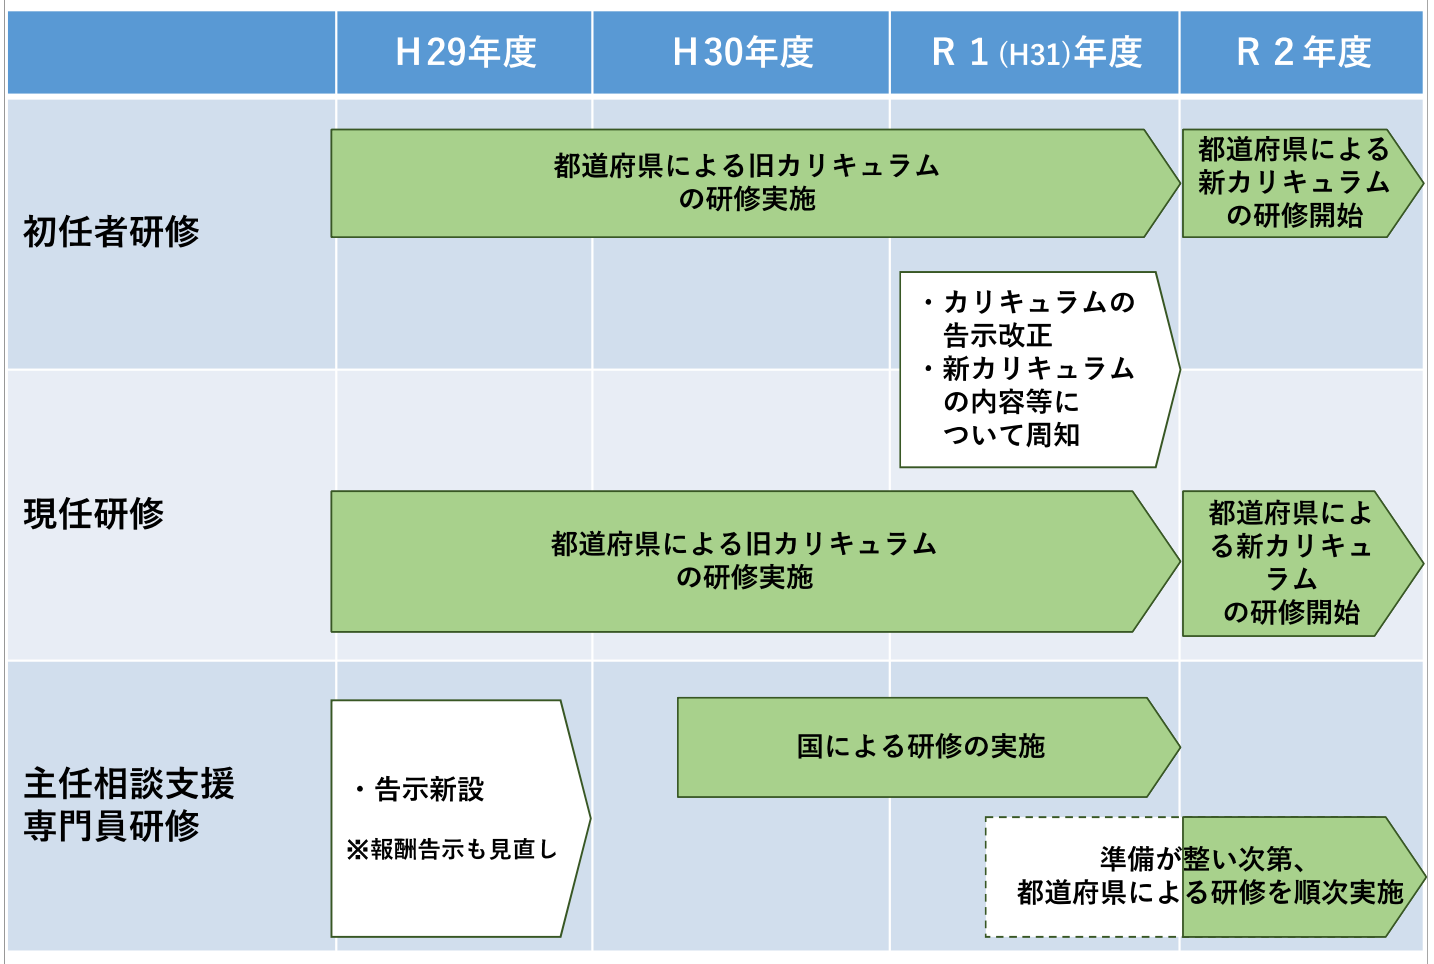 H29年度
H30年度
R 1 (H31)年度
R 2 年度
初任者研修
都道府県による旧カリキュラム
の研修実施
都道府県による
新カリキュラム
の研修開始
・カリキュラムの
告示改正
・新カリキュラム
の内容等に
ついて周知
現任研修
都道府県による旧カリキュラム
の研修実施
都道府県によ
る新カリキュ
ラム
の研修開始
主任相談支援
専門員研修
・告示新設
※報酬告示も見直し
国による研修の実施
準備が整い次第、
都道府県による研修を順次実施